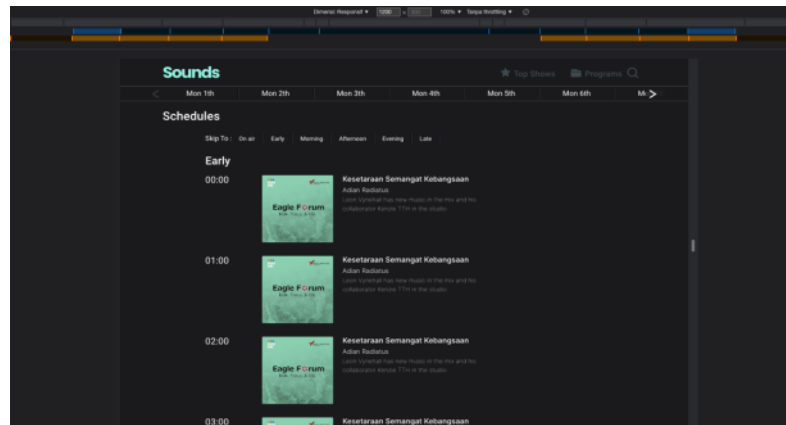 Dimensi: Responsif ▼ 1200 × 100% ▼ Tanpa throttling ▼
Sounds
Top Shows Programs
< Mon 1th Mon 2th Mon 3th Mon 4th Mon 5th Mon 6th M >
Schedules
Skip To : On air Early Morning Afternoon Evening Late
Early
00:00
Kesetaraan Semangat Kebangsaan
Adian Radiatus
Leon Vynehall has new music in the mix and his
collaborator Kenzie TTH in the studio.
Eagle Forum
01:00
Kesetaraan Semangat Kebangsaan
Adian Radiatus
Leon Vynehall has new music in the mix and his
collaborator Kenzie TTH in the studio.
Eagle Forum
02:00
Kesetaraan Semangat Kebangsaan
Adian Radiatus
Leon Vynehall has new music in the mix and his
collaborator Kenzie TTH in the studio.
Eagle Forum
03:00
Kesetaraan Semangat Kebangsaan